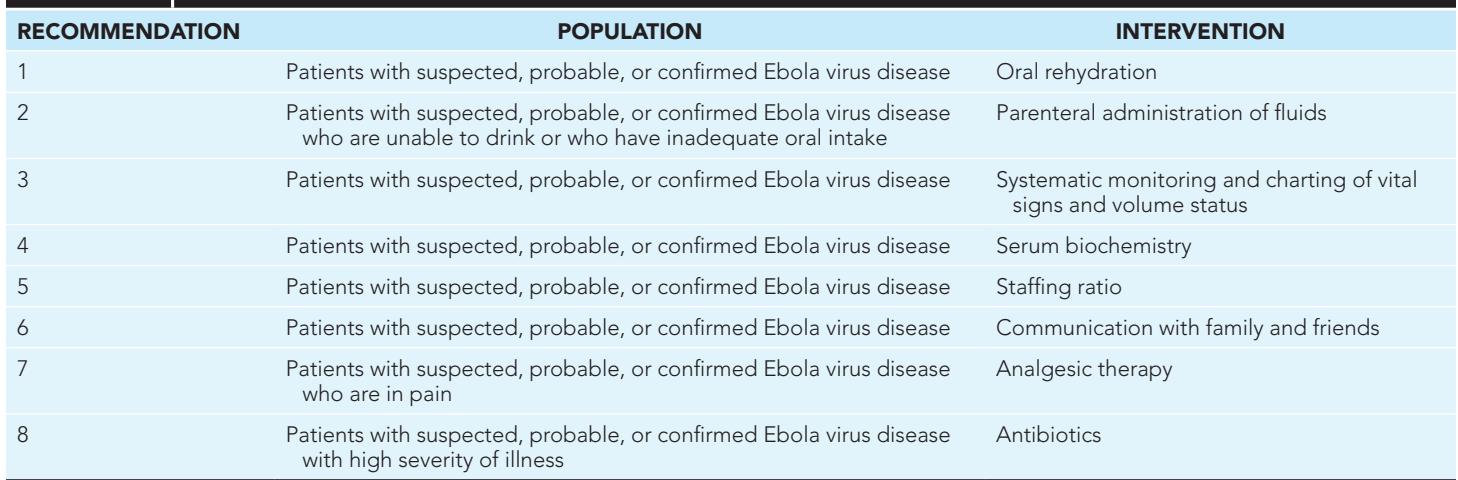 RECOMMENDATION POPULATION INTERVENTION
1 Patients with suspected, probable, or confirmed Ebola virus disease Oral rehydration
2 Patients with suspected, probable, or confirmed Ebola virus disease Parenteral administration of fluids
who are unable to drink or who have inadequate oral intake
3 Patients with suspected, probable, or confirmed Ebola virus disease Systematic monitoring and charting of vital
signs and volume status
4 Patients with suspected, probable, or confirmed Ebola virus disease Serum biochemistry
5 Patients with suspected, probable, or confirmed Ebola virus disease Staffing ratio
6 Patients with suspected, probable, or confirmed Ebola virus disease Communication with family and friends
7 Patients with suspected, probable, or confirmed Ebola virus disease Analgesic therapy
who are in pain
8 Patients with suspected, probable, or confirmed Ebola virus disease Antibiotics
with high severity of illness